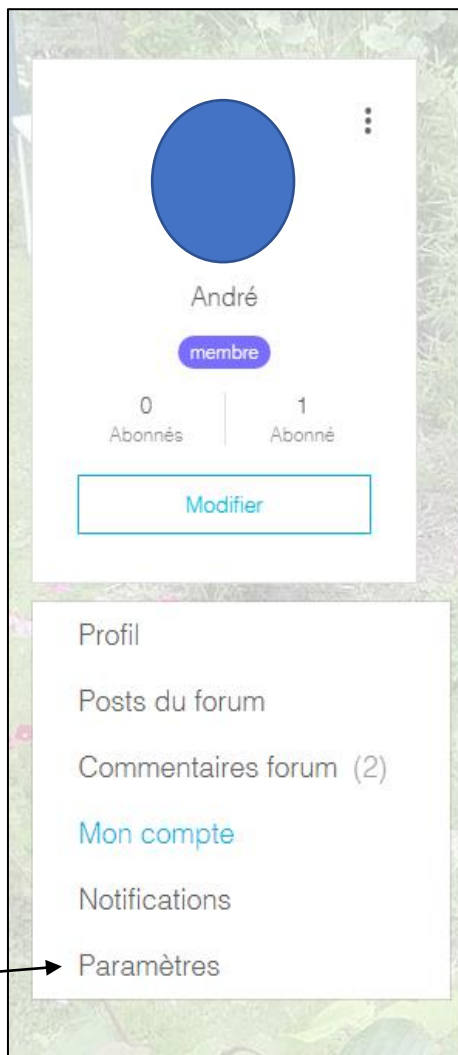 André
membre
0 1
Abonnés Abonné
Modifier
Profil
Posts du forum
Commentaires forum (2)
Mon compte
Notifications
Paramètres